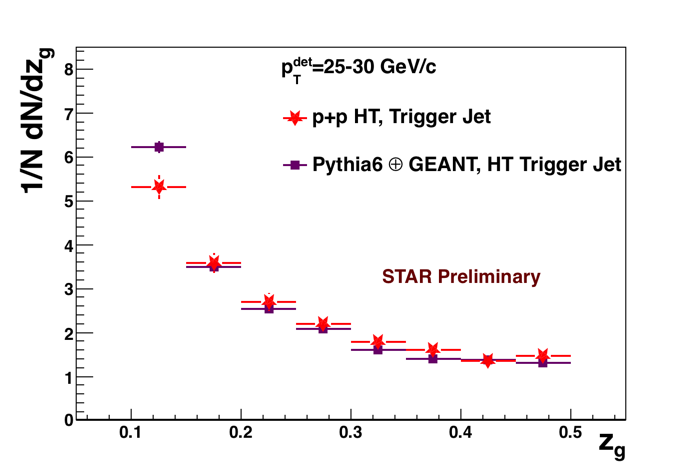 1/N dN/dz_g
p_T^det=25-30 GeV/c
p+p HT, Trigger Jet
Pythia6 ⊕ GEANT, HT Trigger Jet
STAR Preliminary
8
7
6
5
4
3
2
1
0
0.1 0.2 0.3 0.4 0.5
z_g